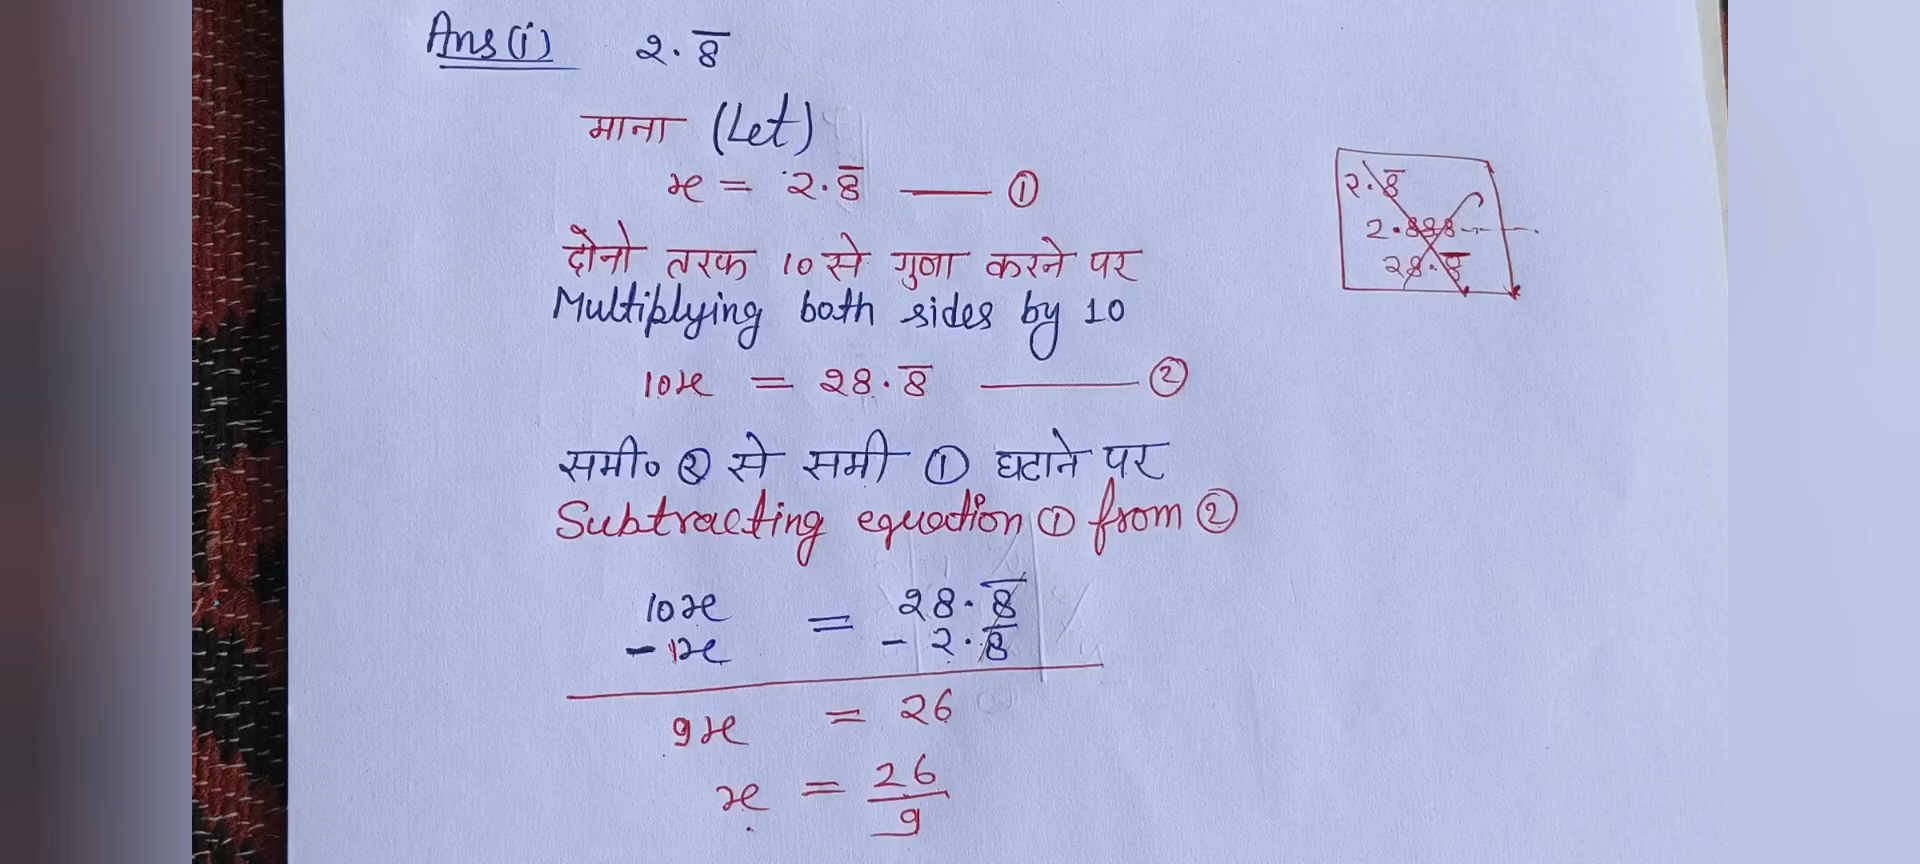 Ans(i) 2.8̅
माना (Let)
x = 2.8̅ —— ①
दोनो तरफ 10 से गुणा करने पर
Multiplying both sides by 10
10x = 28.8̅ ——— ②
समी० ② से समी ① घटाने पर
Subtracting equation ① from ②
10x = 28.8̅
- 1x - 2.8̅
9x = 26
x = 26/9
2.8̅
2.888-----
28.8̅